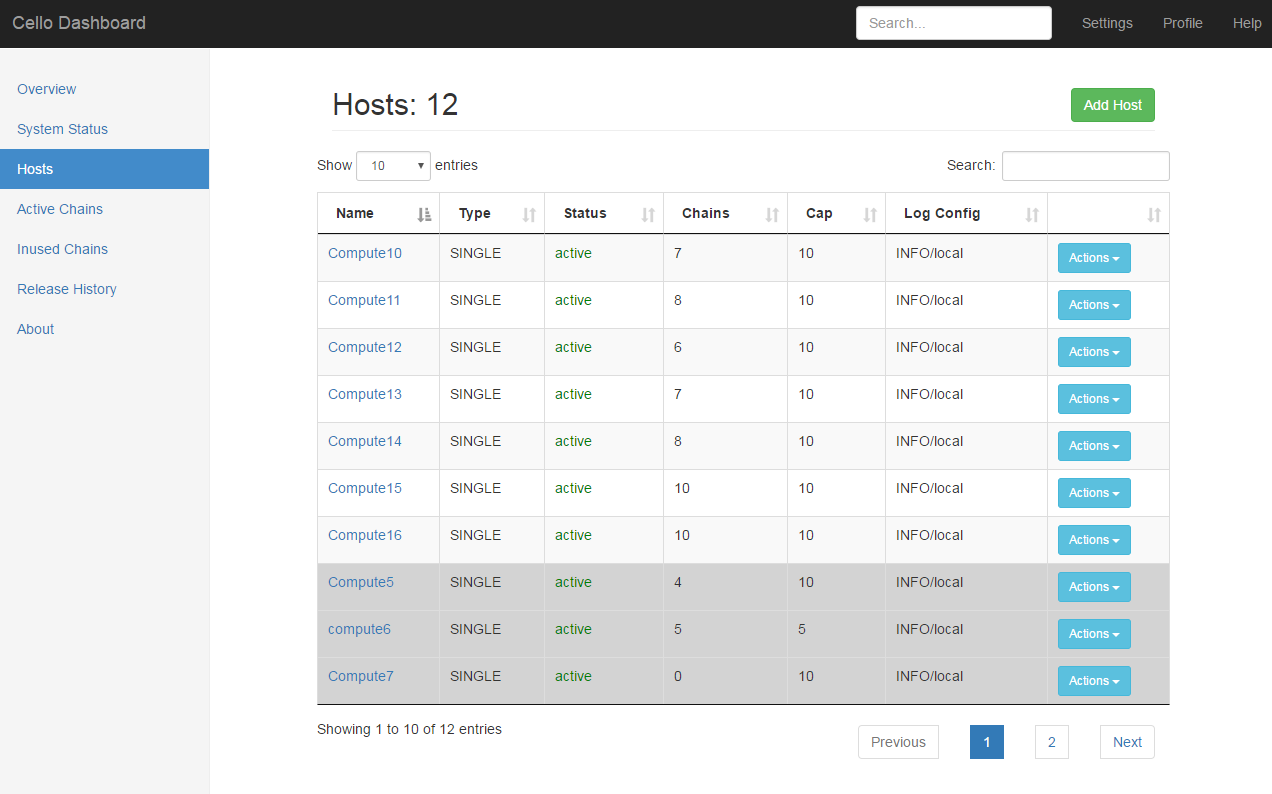 Cello Dashboard Search... Settings Profile Help
Overview
System Status
Hosts
Active Chains
Inused Chains
Release History
About
Hosts: 12 Add Host
Show 10 entries Search:
Name Type Status Chains Cap Log Config
Compute10 SINGLE active 7 10 INFO/local Actions
Compute11 SINGLE active 8 10 INFO/local Actions
Compute12 SINGLE active 6 10 INFO/local Actions
Compute13 SINGLE active 7 10 INFO/local Actions
Compute14 SINGLE active 8 10 INFO/local Actions
Compute15 SINGLE active 10 10 INFO/local Actions
Compute16 SINGLE active 10 10 INFO/local Actions
Compute5 SINGLE active 4 10 INFO/local Actions
compute6 SINGLE active 5 5 INFO/local Actions
Compute7 SINGLE active 0 10 INFO/local Actions
Showing 1 to 10 of 12 entries
Previous 1 2 Next